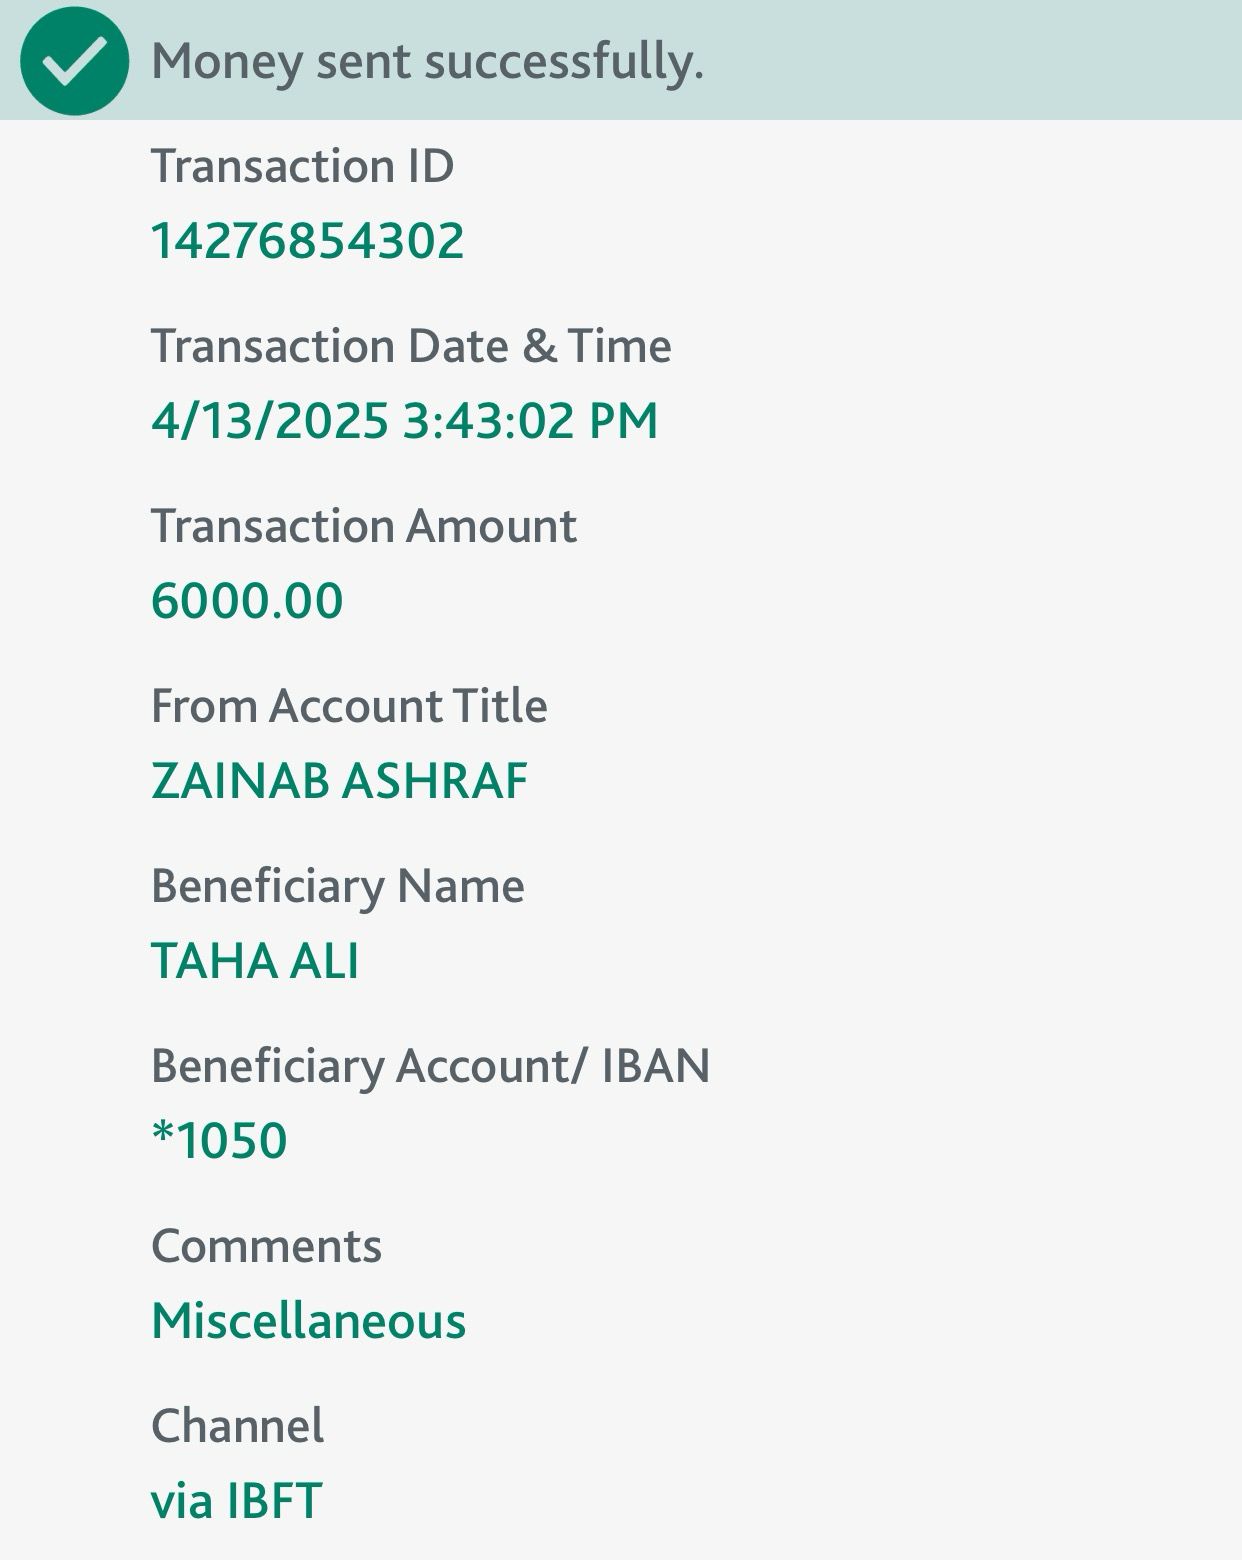 Money sent successfully.
Transaction ID
14276854302
Transaction Date & Time
4/13/2025 3:43:02 PM
Transaction Amount
6000.00
From Account Title
ZAINAB ASHRAF
Beneficiary Name
TAHA ALI
Beneficiary Account/ IBAN
*1050
Comments
Miscellaneous
Channel
via IBFT